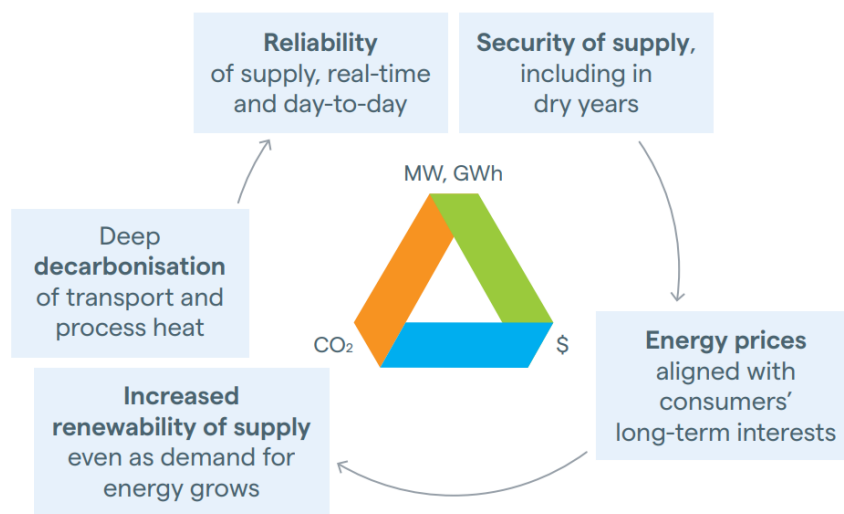 Reliability
of supply, real-time
and day-to-day
Security of supply,
including in
dry years
MW, GWh
Deep
decarbonisation
of transport and
process heat
CO₂
$
Energy prices
aligned with
consumers'
long-term interests
Increased
renewability of supply
even as demand for
energy grows